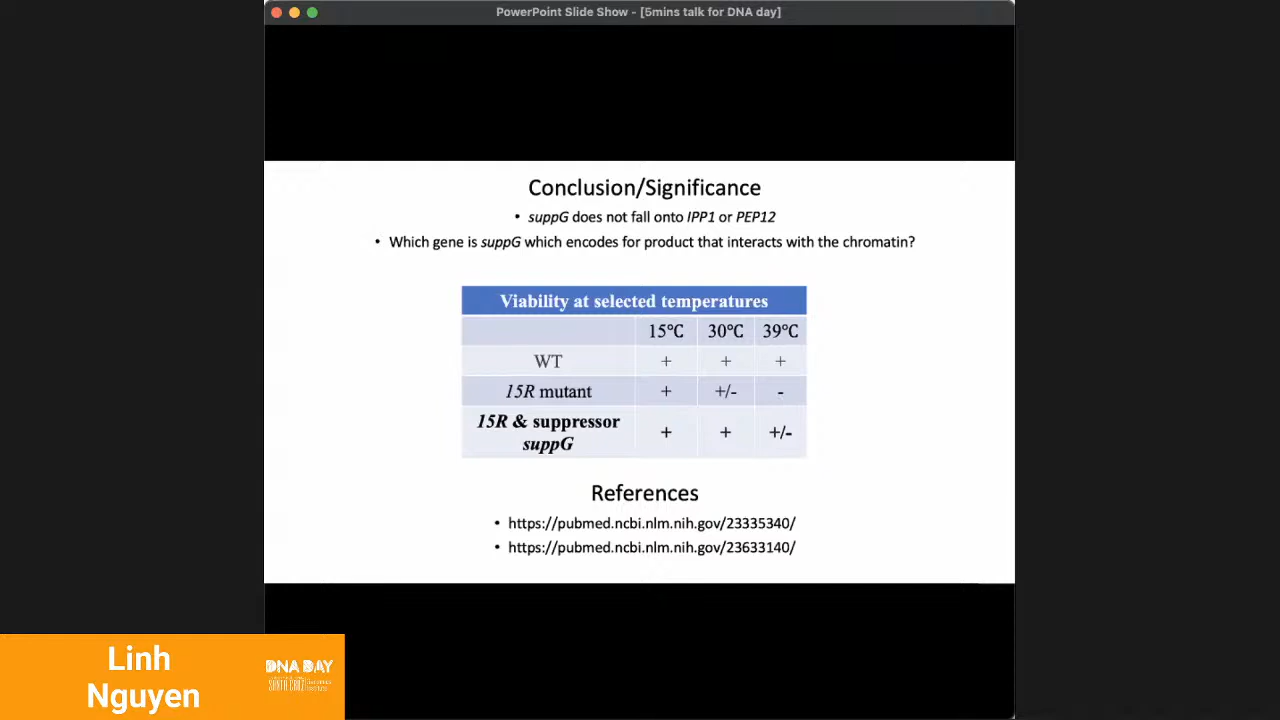 PowerPoint Slide Show - [5mins talk for DNA day]
Conclusion/Significance
• suppG does not fall onto IPP1 or PEP12
• Which gene is suppG which encodes for product that interacts with the chromatin?
Viability at selected temperatures
15℃ 30℃ 39℃
WT + + +
15R mutant + +/- -
15R & suppressor
suppG + + +/-
References
• https://pubmed.ncbi.nlm.nih.gov/23335340/
• https://pubmed.ncbi.nlm.nih.gov/23633140/
Linh
Nguyen
DNA DAY
SANTA CRUZ